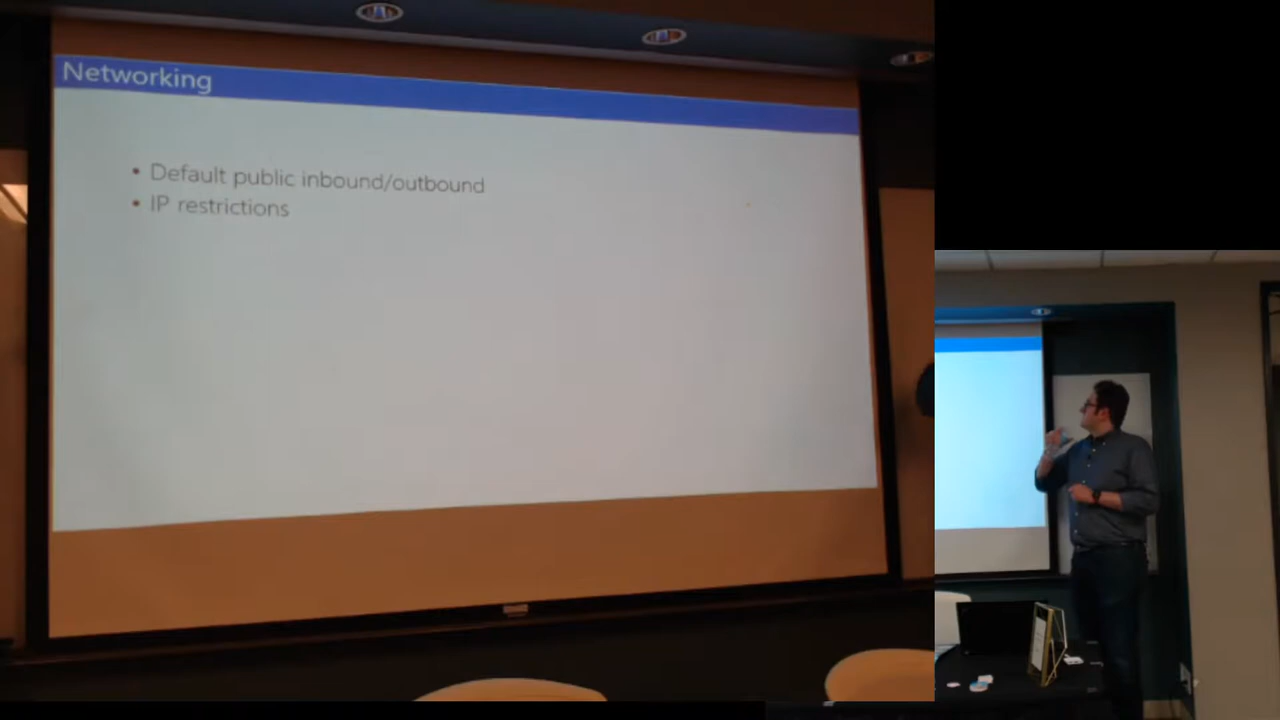 Networking
• Default public inbound/outbound
• IP restrictions